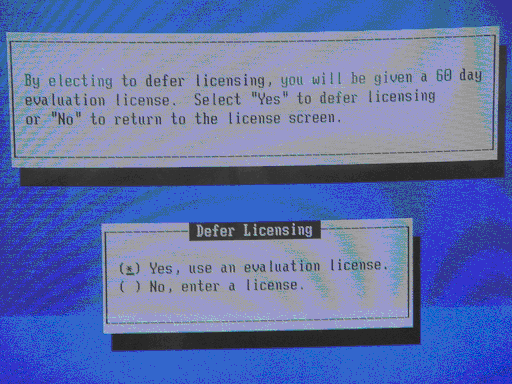 By electing to defer licensing, you will be given a 60 day
evaluation license. Select "Yes" to defer licensing
or "No" to return to the license screen.
Defer Licensing
(*) Yes, use an evaluation license.
( ) No, enter a license.